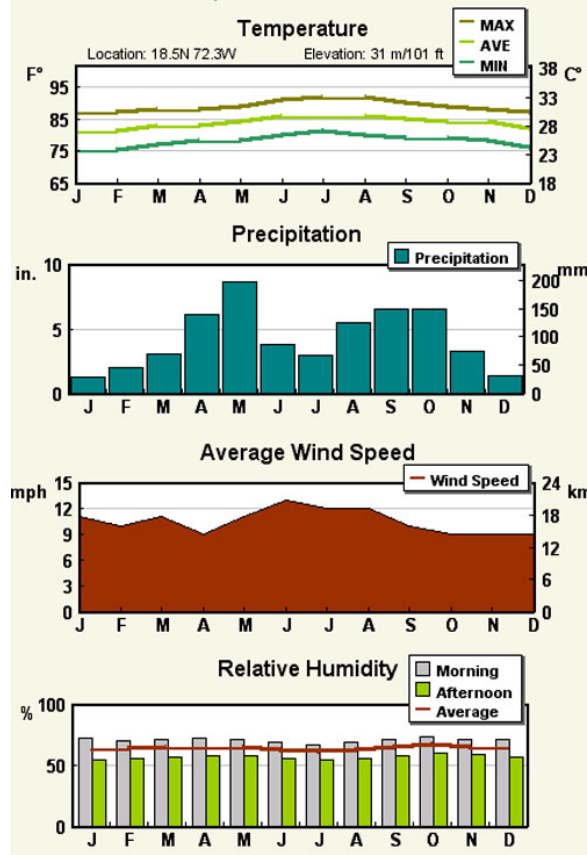 Temperature
MAX
AVE
MIN
Location: 18.5N 72.3W
Elevation: 31 m/101 ft
F°
C°
95
85
75
65
38
33
28
23
18
J F M A M J J A S O N D
Precipitation
Precipitation
in.
mm
10
5
0
200
150
100
50
0
J F M A M J J A S O N D
Average Wind Speed
Wind Speed
mph
km
15
12
9
6
3
0
24
18
12
6
0
J F M A M J J A S O N D
Relative Humidity
Morning
Afternoon
Average
%
100
50
0
J F M A M J J A S O N D